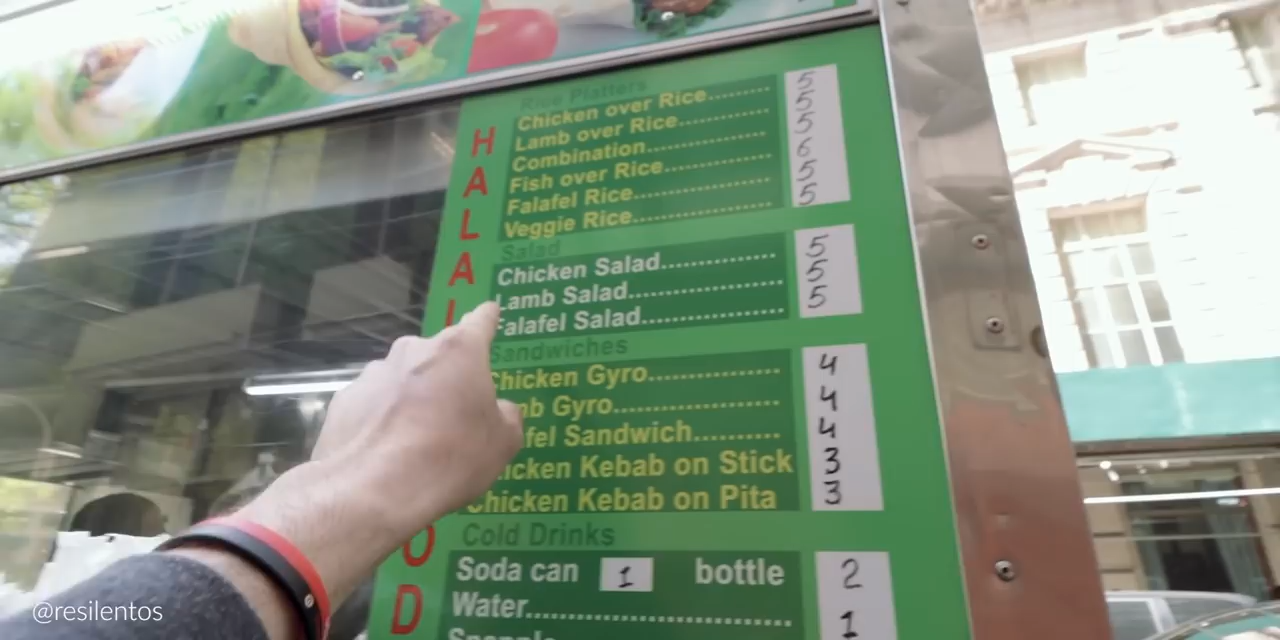 Rice Platters
Chicken over Rice......... 5
Lamb over Rice............. 5
Combination................. 5
Fish over Rice............... 6
Falafel Rice.................... 5
Veggie Rice.................... 5
Salad
Chicken Salad............... 5
Lamb Salad.................... 5
Falafel Salad................... 5
Sandwiches
Chicken Gyro................. 4
Gyro....................... 4
Sandwich.......... 4
Kebab on Stick 3
Chicken Kebab on Pita 3
Cold Drinks
Soda can 1 bottle 2
Water.............................. 1
HALAL
OD
@resilentos